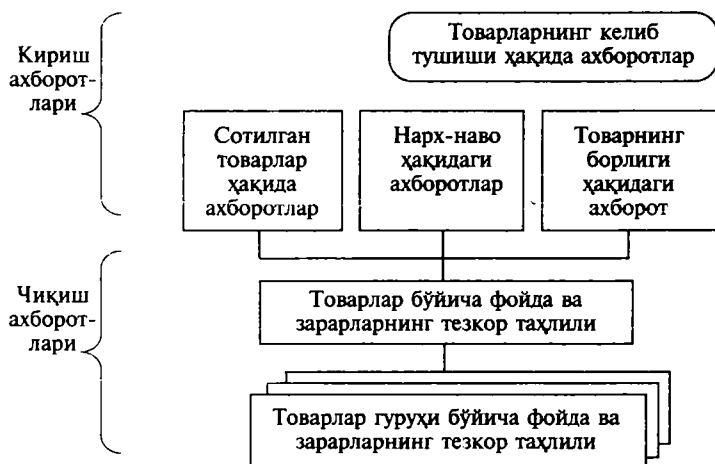 Кириш
ахборот-
лари
Товарларнинг келиб
тушиши ҳақида ахборотлар
Сотилган
товарлар
ҳақида
ахборотлар
Нарх-наво
ҳақидаги
ахборотлар
Товарнинг
борлиги
ҳақидаги
ахборот
Чиқиш
ахборот-
лари
Товарлар бўйича фойда ва
зарарларнинг тезкор таҳлили
Товарлар гуруҳи бўйича фойда ва
зарарларнинг тезкор таҳлили